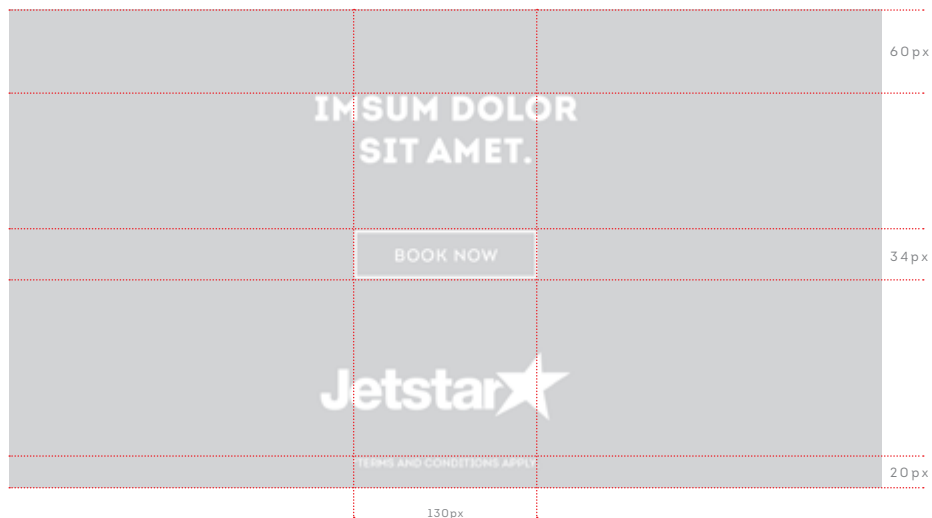 60px
IMSUM DOLOR
SIT AMET.
BOOK NOW
34px
Jetstar
TERMS AND CONDITIONS APPLY
20px
130px